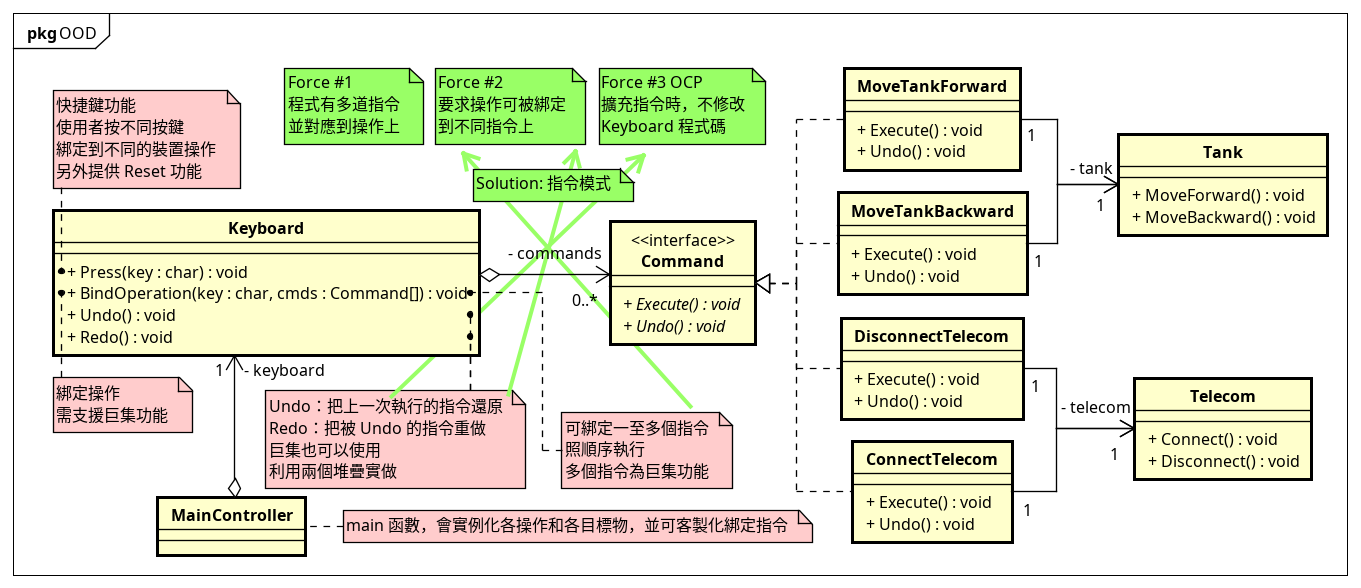 pkg OOD
Force #1
程式有多道指令
並對應到操作上
Force #2
要求操作可被綁定
到不同指令上
Force #3 OCP
擴充指令時，不修改
Keyboard 程式碼
快捷鍵功能
使用者按不同按鍵
綁定到不同的裝置操作
另外提供 Reset 功能
Solution: 指令模式
Keyboard
+ Press(key : char) : void
+ BindOperation(key : char, cmds : Command[]) : void
+ Undo() : void
+ Redo() : void
- commands
0..*
<<interface>>
Command
+ Execute() : void
+ Undo() : void
MoveTankForward
+ Execute() : void
+ Undo() : void
1
MoveTankBackward
+ Execute() : void
+ Undo() : void
1
- tank
1
Tank
+ MoveForward() : void
+ MoveBackward() : void
DisconnectTelecom
+ Execute() : void
+ Undo() : void
1
ConnectTelecom
+ Execute() : void
+ Undo() : void
1
- telecom
1
Telecom
+ Connect() : void
+ Disconnect() : void
1
- keyboard
綁定操作
需支援巨集功能
Undo：把上一次執行的指令還原
Redo：把被 Undo 的指令重做
巨集也可以使用
利用兩個堆疊實做
可綁定一至多個指令
照順序執行
多個指令為巨集功能
MainController
main 函數，會實例化各操作和各目標物，並可客製化綁定指令